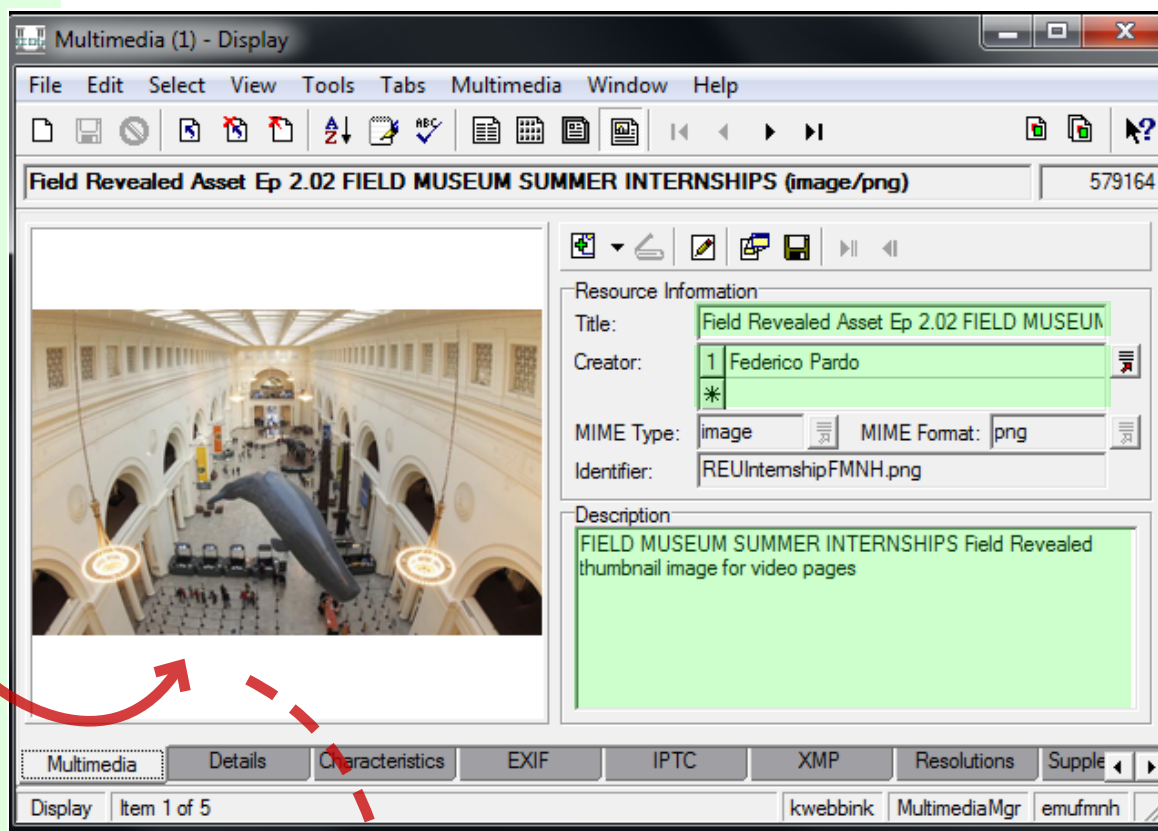 Multimedia (1) - Display
File Edit Select View Tools Tabs Multimedia Window Help
Field Revealed Asset Ep 2.02 FIELD MUSEUM SUMMER INTERNSHIPS (image/png) 579164
Resource Information
Title: Field Revealed Asset Ep 2.02 FIELD MUSEUM
Creator: 1 Federico Pardo
MIME Type: image MIME Format: png
Identifier: REUInternshipFMNH.png
Description
FIELD MUSEUM SUMMER INTERNSHIPS Field Revealed
thumbnail image for video pages
Multimedia Details Characteristics EXIF IPTC XMP Resolutions Supple
Display Item 1 of 5 kwebbink MultimediaMgr emufmnh